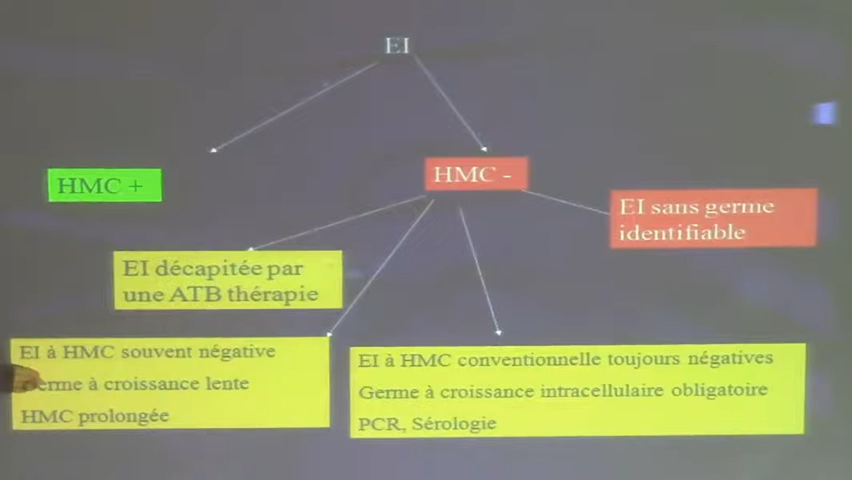 EI
HMC +
HMC -
EI sans germe
identifiable
EI décapitée par
une ATB thérapie
EI à HMC souvent négative
Germe à croissance lente
HMC prolongée
EI à HMC conventionnelle toujours négatives
Germe à croissance intracellulaire obligatoire
PCR, Sérologie